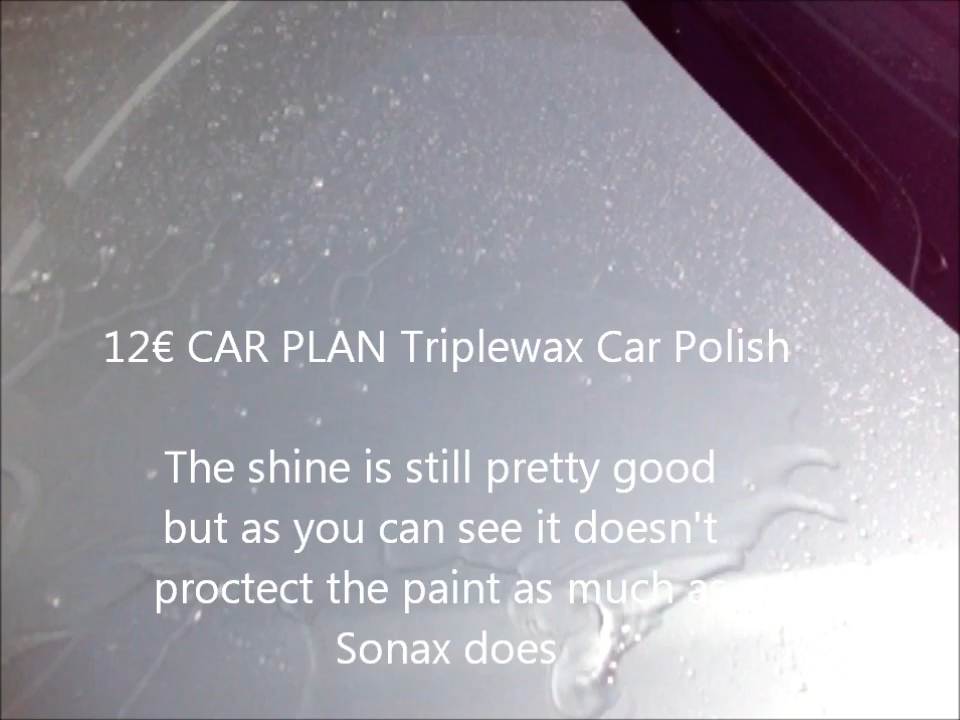 12€ CAR PLAN Triplewax Car Polish
The shine is still pretty good
but as you can see it doesn't
proctect the paint as much as
Sonax does